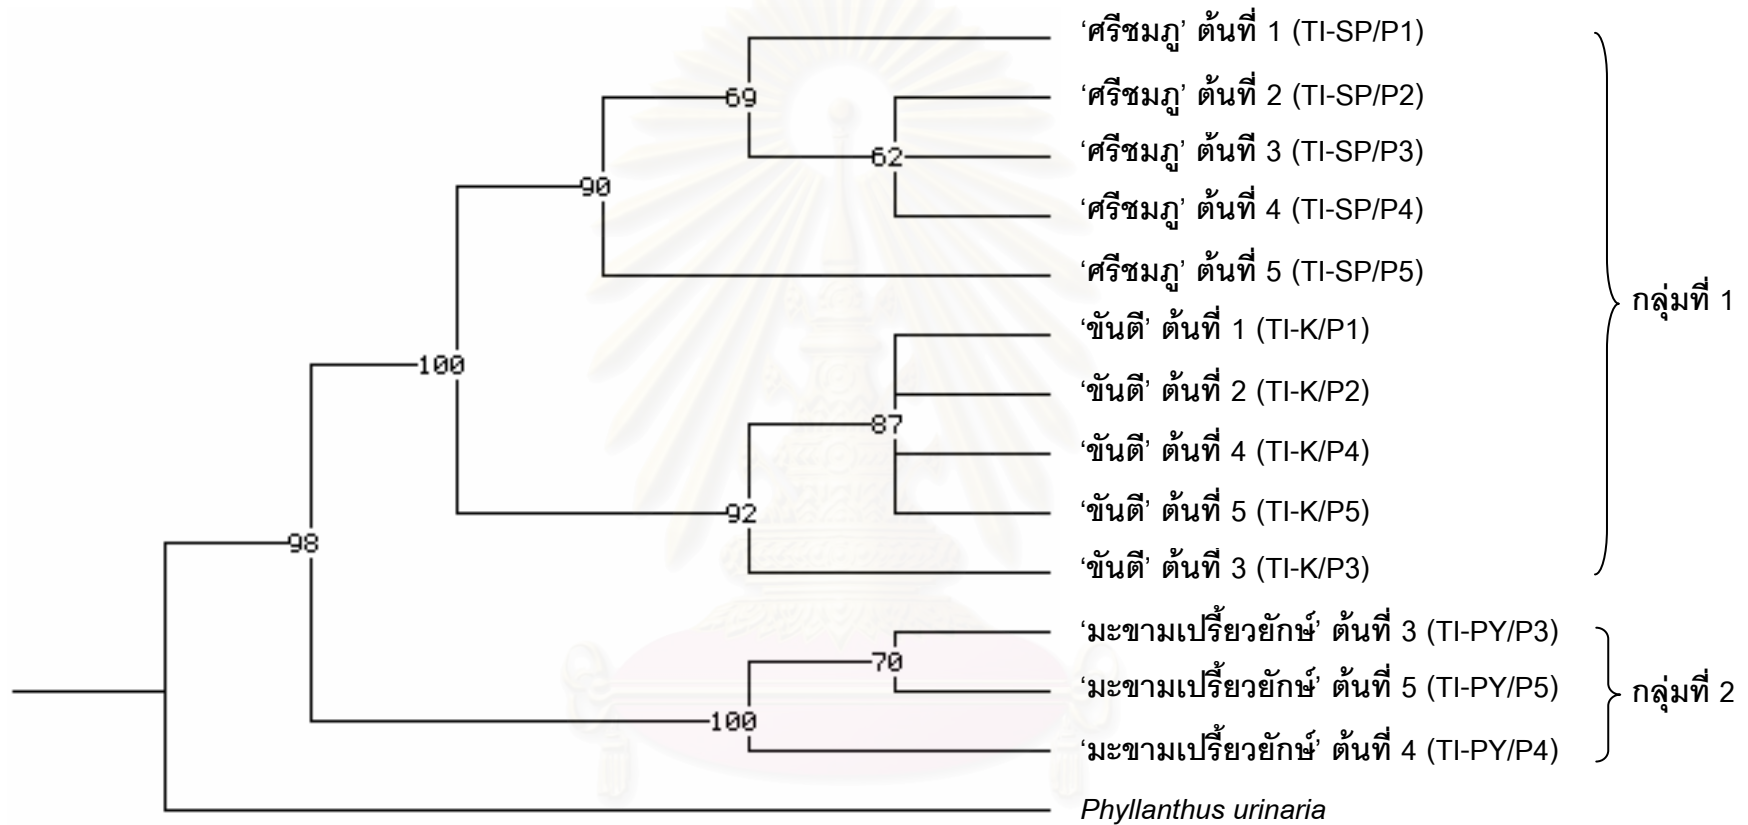 'ศรีชมภู' ต้นที่ 1 (TI-SP/P1)
69
'ศรีชมภู' ต้นที่ 2 (TI-SP/P2)
62
'ศรีชมภู' ต้นที 3 (TI-SP/P3)
90
'ศรีชมภู' ต้นที่ 4 (TI-SP/P4)
'ศรีชมภู' ต้นที่ 5 (TI-SP/P5)
กลุ่มที่ 1
'ขันตี' ต้นที่ 1 (TI-K/P1)
100
'ขันตี' ต้นที่ 2 (TI-K/P2)
87
'ขันตี' ต้นที่ 4 (TI-K/P4)
92
'ขันตี' ต้นที่ 5 (TI-K/P5)
98
'ขันตี' ต้นที่ 3 (TI-K/P3)
'มะขามเปรี้ยวยักษ์' ต้นที่ 3 (TI-PY/P3)
70
'มะขามเปรี้ยวยักษ์' ต้นที่ 5 (TI-PY/P5)
กลุ่มที่ 2
100
'มะขามเปรี้ยวยักษ์' ต้นที่ 4 (TI-PY/P4)
Phyllanthus urinaria